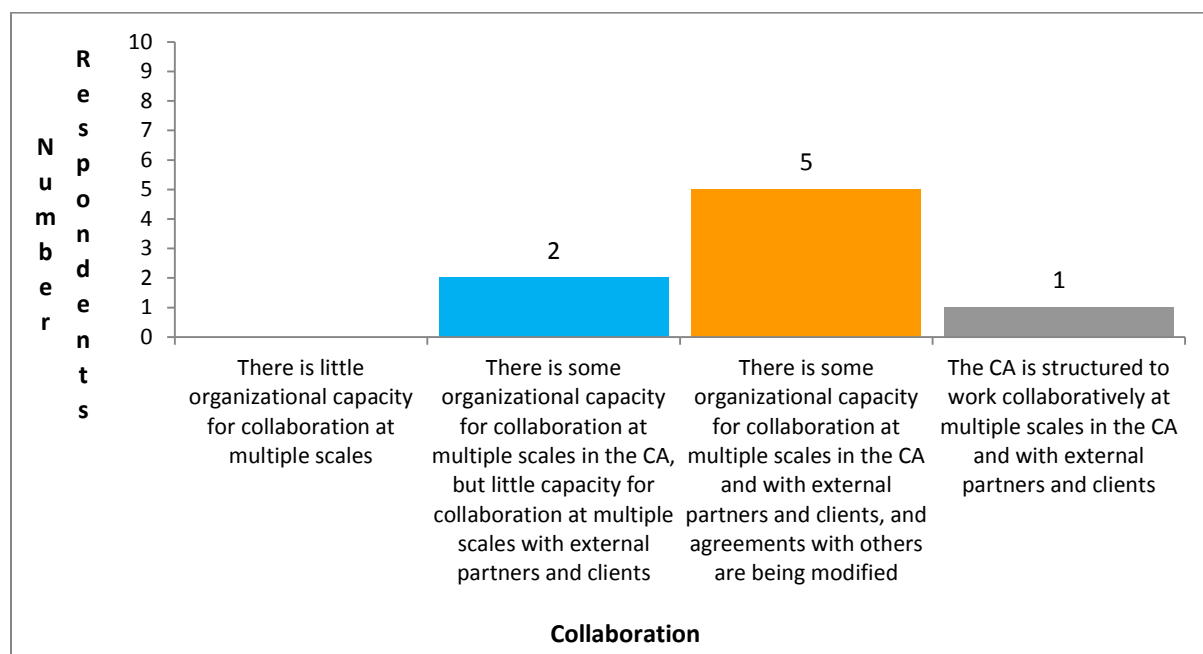 Number
Respondents
10
9
8
7
6
5
4
3
2
1
0
2
5
1
There is little
organizational capacity
for collaboration at
multiple scales
There is some
organizational capacity
for collaboration at
multiple scales in the CA,
but little capacity for
collaboration at multiple
scales with external
partners and clients
There is some
organizational capacity
for collaboration at
multiple scales in the CA
and with external
partners and clients, and
agreements with others
are being modified
The CA is structured to
work collaboratively at
multiple scales in the CA
and with external
partners and clients
Collaboration